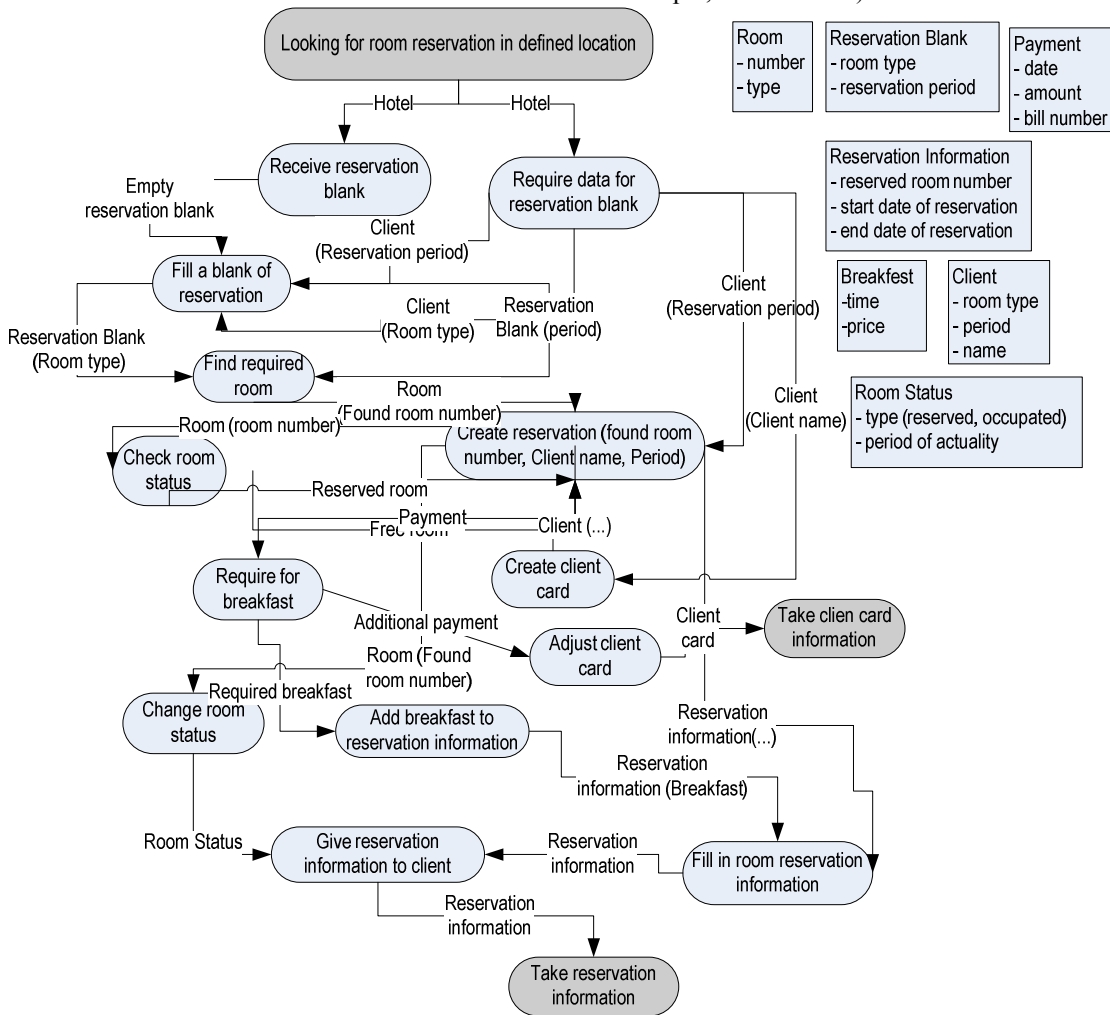 Looking for room reservation in defined location
Room
- number
- type
Reservation Blank
- room type
- reservation period
Payment
- date
- amount
- bill number
Hotel
Hotel
Receive reservation
blank
Require data for
reservation blank
Reservation Information
- reserved room number
- start date of reservation
- end date of reservation
Empty
reservation blank
Client
(Reservation period)
Fill a blank of
reservation
Client
(Reservation period)
Breakfest
-time
-price
Client
- room type
- period
- name
Client
(Room type)
Reservation
Blank (period)
Reservation Blank
(Room type)
Find required
room
Room
(Found room number)
Client
(Client name)
Room Status
- type (reserved, occupated)
- period of actuality
Room (room number)
Create reservation (found room
number, Client name, Period)
Check room
status
Reserved room
Payment
Free room
Client (...)
Require for
breakfast
Create client
card
Additional payment
Client
card
Take clien card
information
Adjust client
card
Room (Found
room number)
Required breakfast
Change room
status
Add breakfast to
reservation information
Reservation
information(...)
Reservation
information (Breakfast)
Room Status
Give reservation
information to client
Reservation
information
Fill in room reservation
information
Reservation
information
Take reservation
information